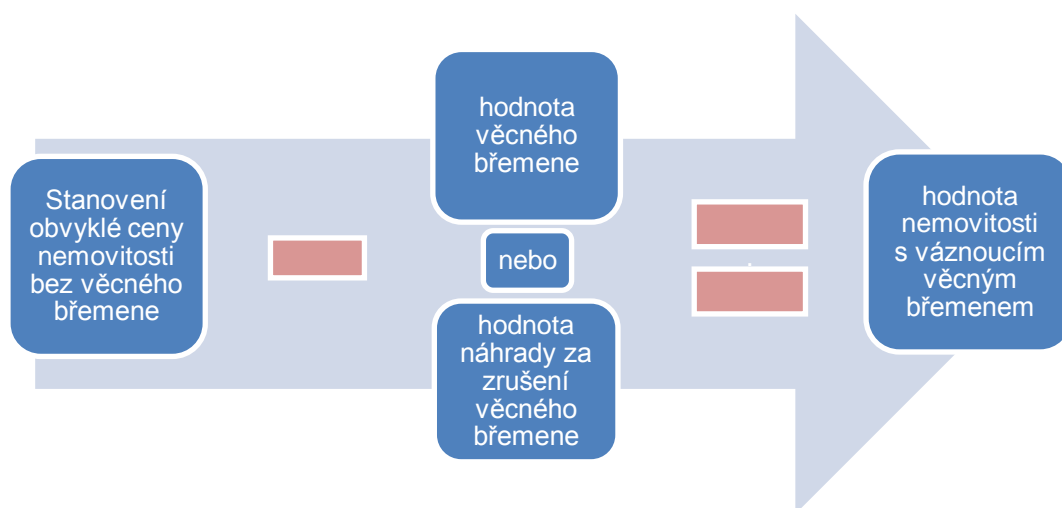 Stanovení
obvyklé ceny
nemovitosti
bez věcného
břemene
hodnota
věcného
břemene
nebo
hodnota
náhrady za
zrušení
věcného
břemene
hodnota
nemovitosti
s váznoucím
věcným
břemenem